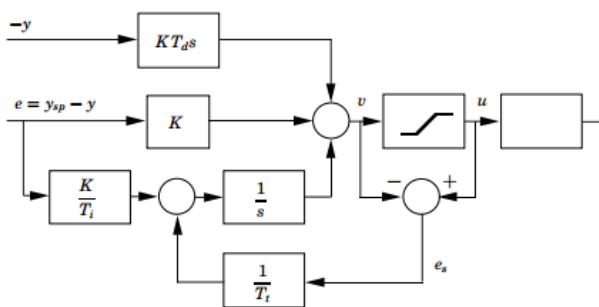 −y
KT_d s
e = y_sp − y
K
v
u
K
T_i
1
s
−
+
1
T_t
e_s